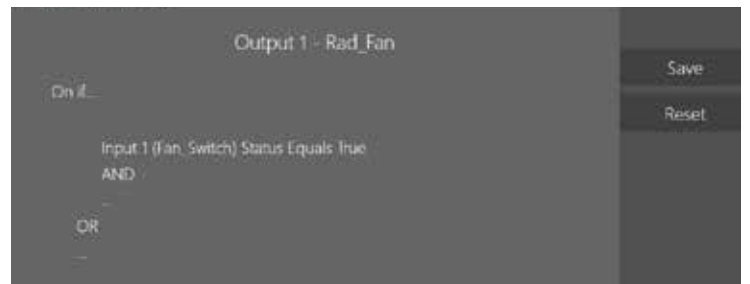 Output 1 - Rad_Fan
Save
On if...
Reset
Input 1 (Fan_Switch) Status Equals True
AND
...
OR
...